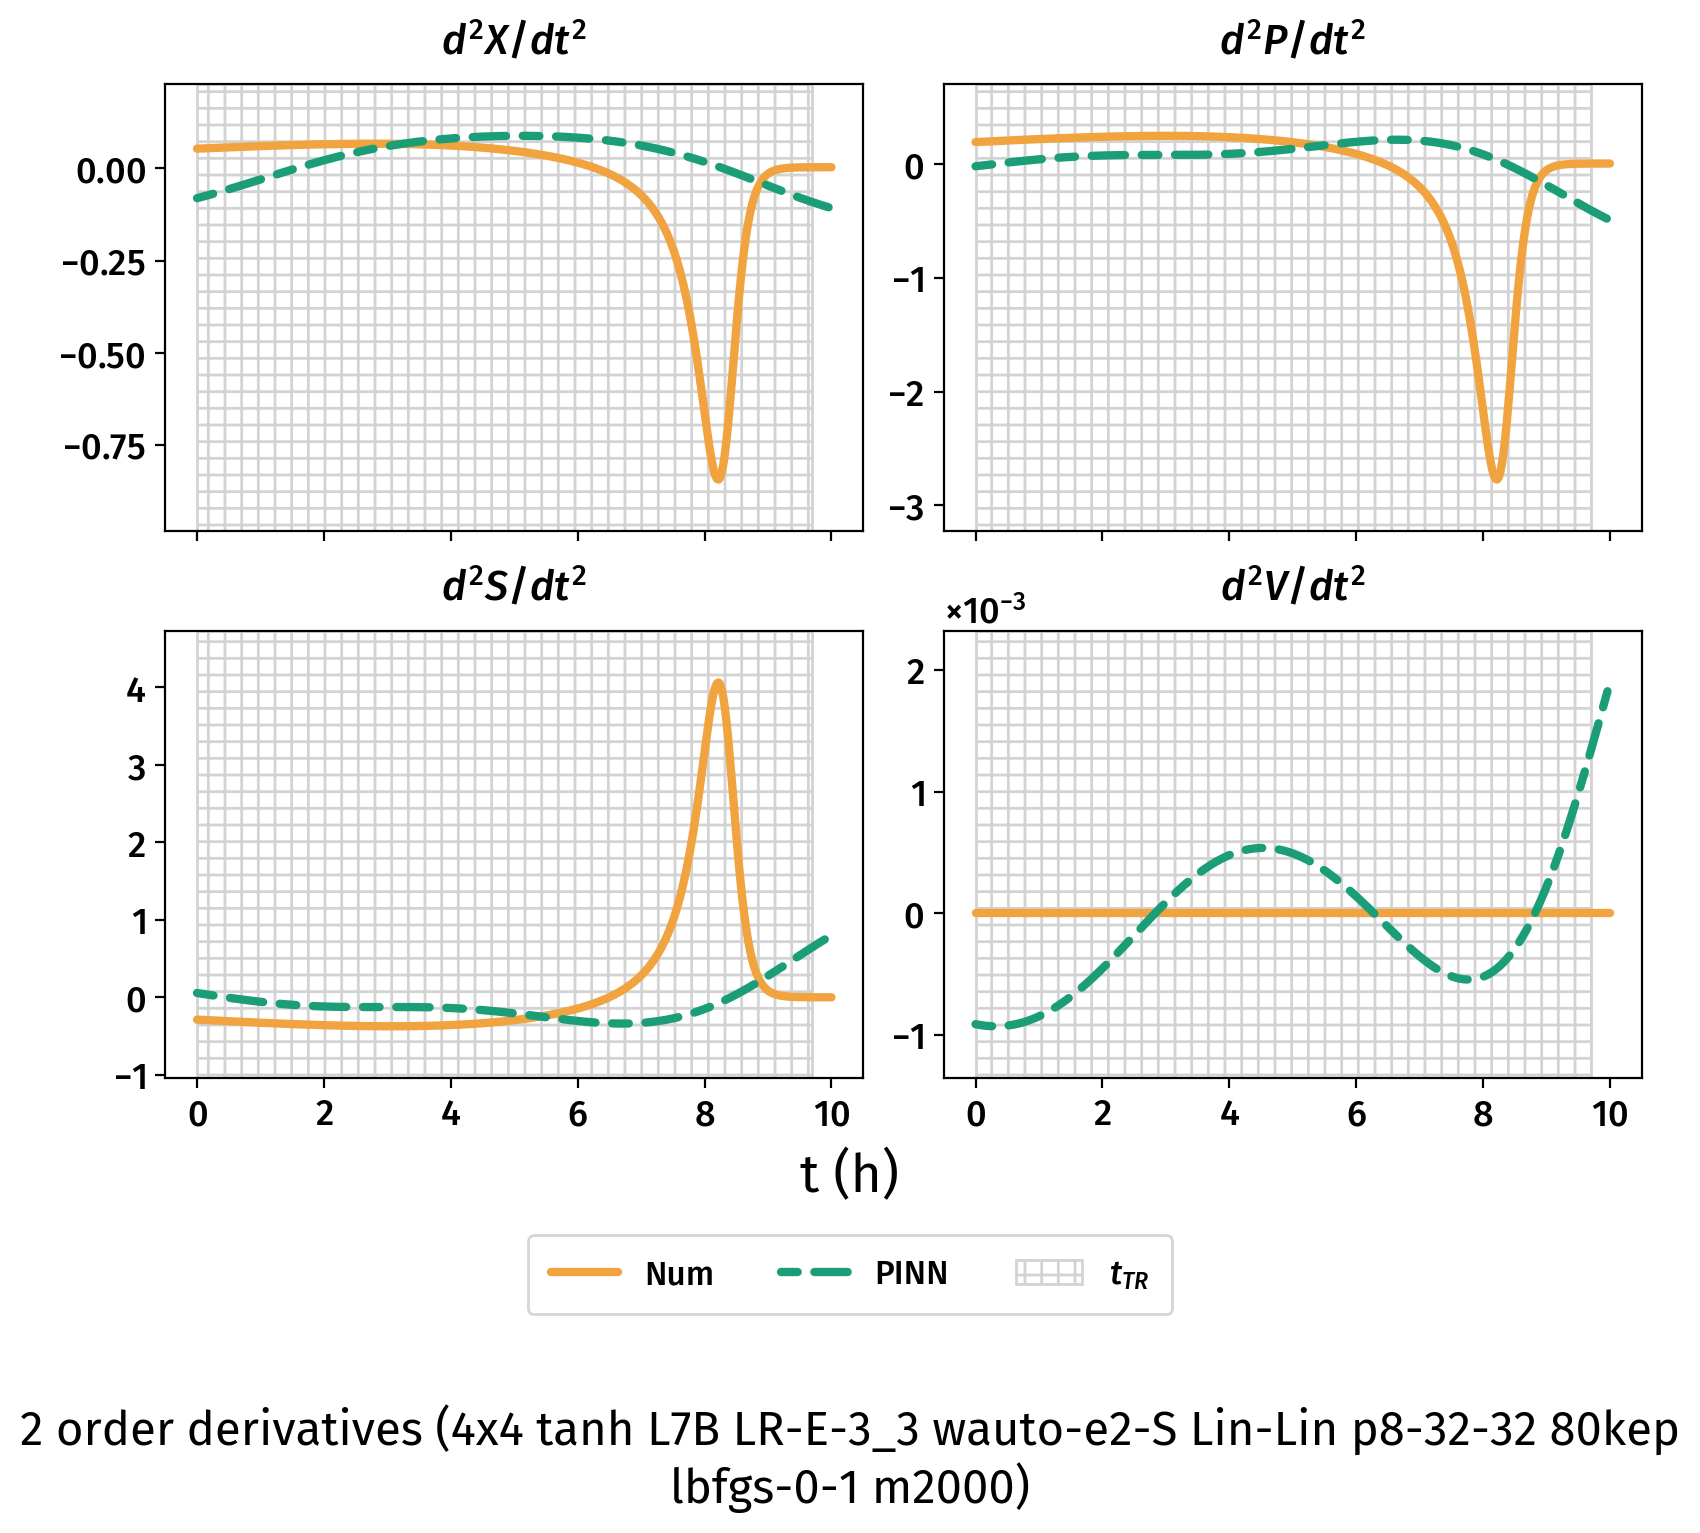 d²X/dt²
d²P/dt²
0.00
−0.25
−0.50
−0.75
0
−1
−2
−3
d²S/dt²
d²V/dt²
×10⁻³
4
3
2
1
0
−1
2
1
0
−1
0 2 4 6 8 10
0 2 4 6 8 10
t (h)
Num PINN t_TR
2 order derivatives (4x4 tanh L7B LR-E-3_3 wauto-e2-S Lin-Lin p8-32-32 80kep
lbfgs-0-1 m2000)